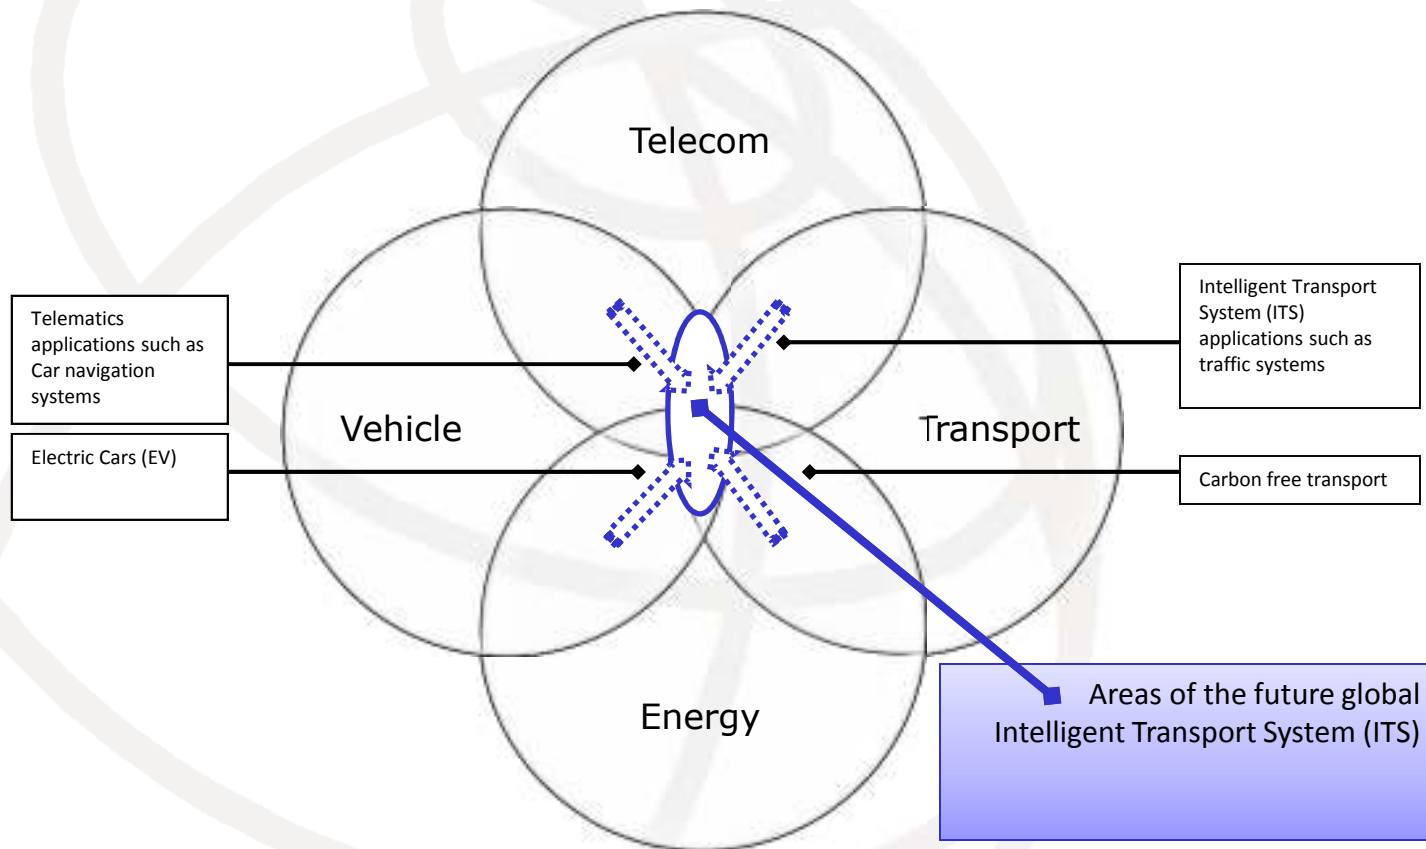 Telecom
Telematics
applications such as
Car navigation
systems
Intelligent Transport
System (ITS)
applications such as
traffic systems
Vehicle
Transport
Electric Cars (EV)
Carbon free transport
Energy
Areas of the future global
Intelligent Transport System (ITS)